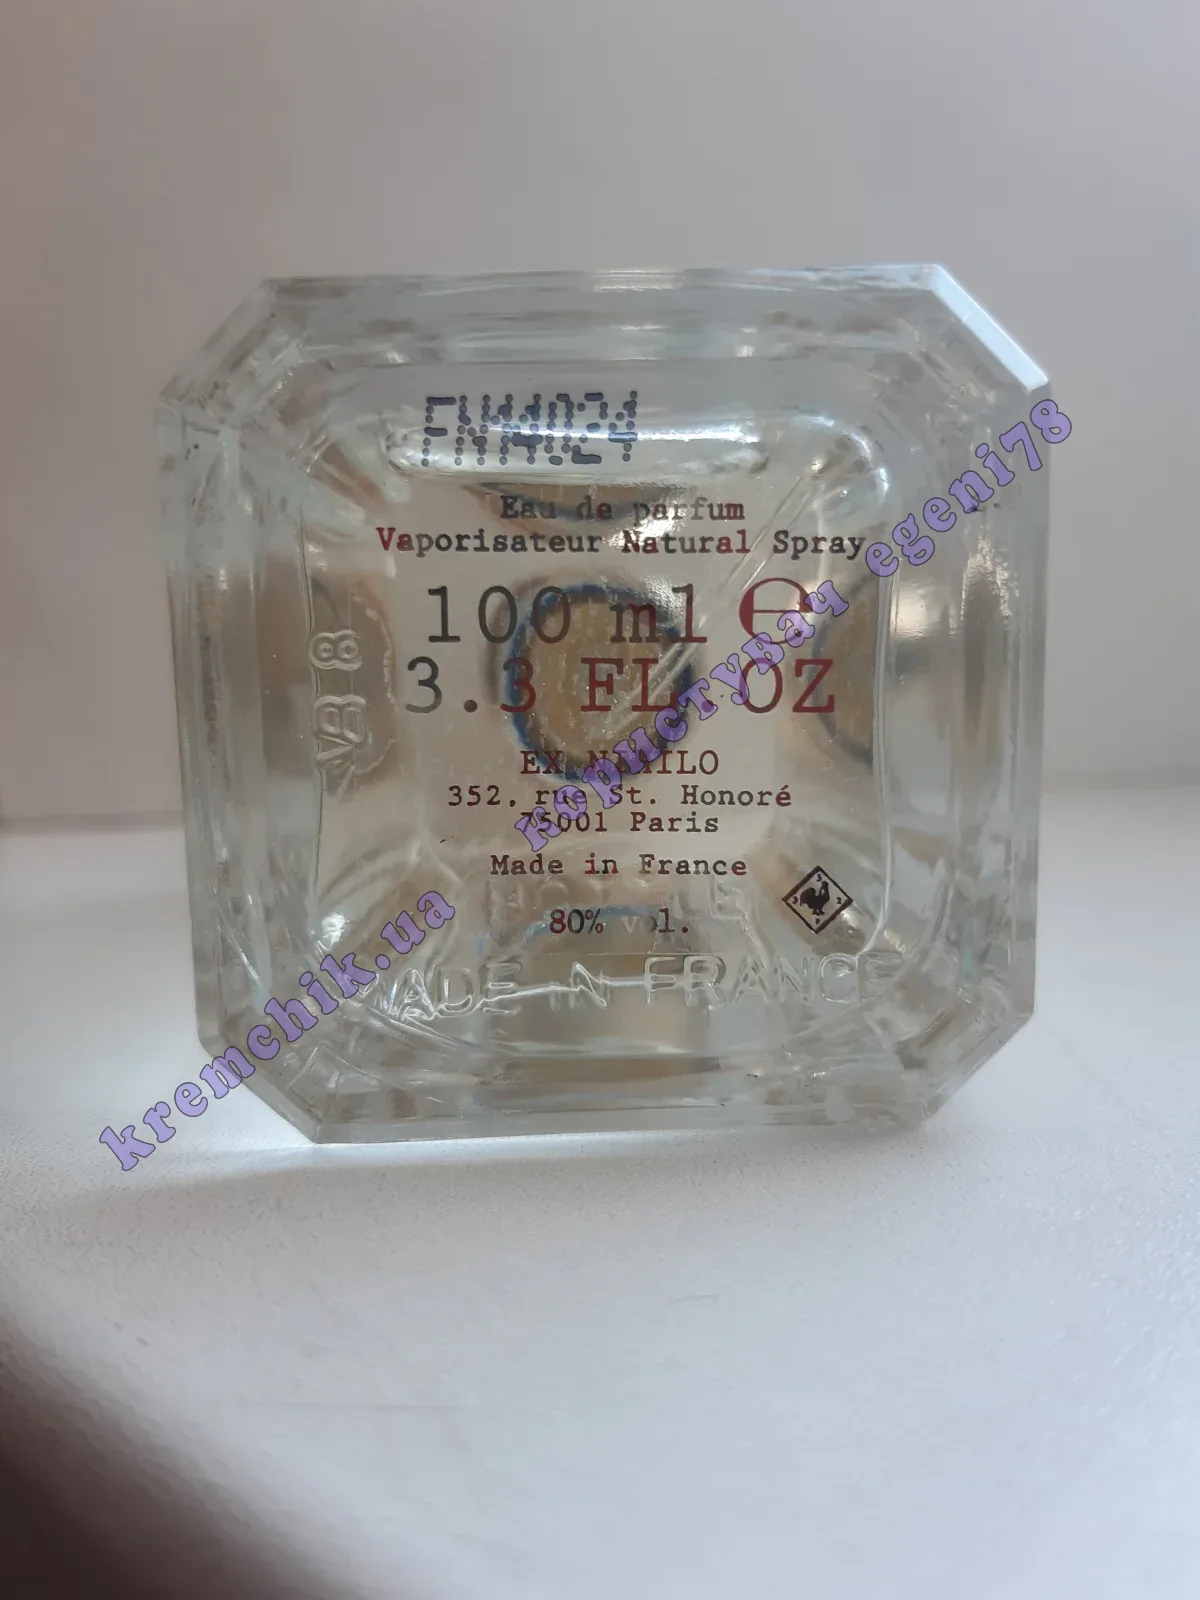 Eau de parfum
Vaporisateur Natural Spray
100 ml e
3.3 FL. OZ
EX NIHILO
352, rue St. Honoré
75001 Paris
Made in France
80% vol.
MADE IN FRANCE
kremchik.ua користувач egeni78